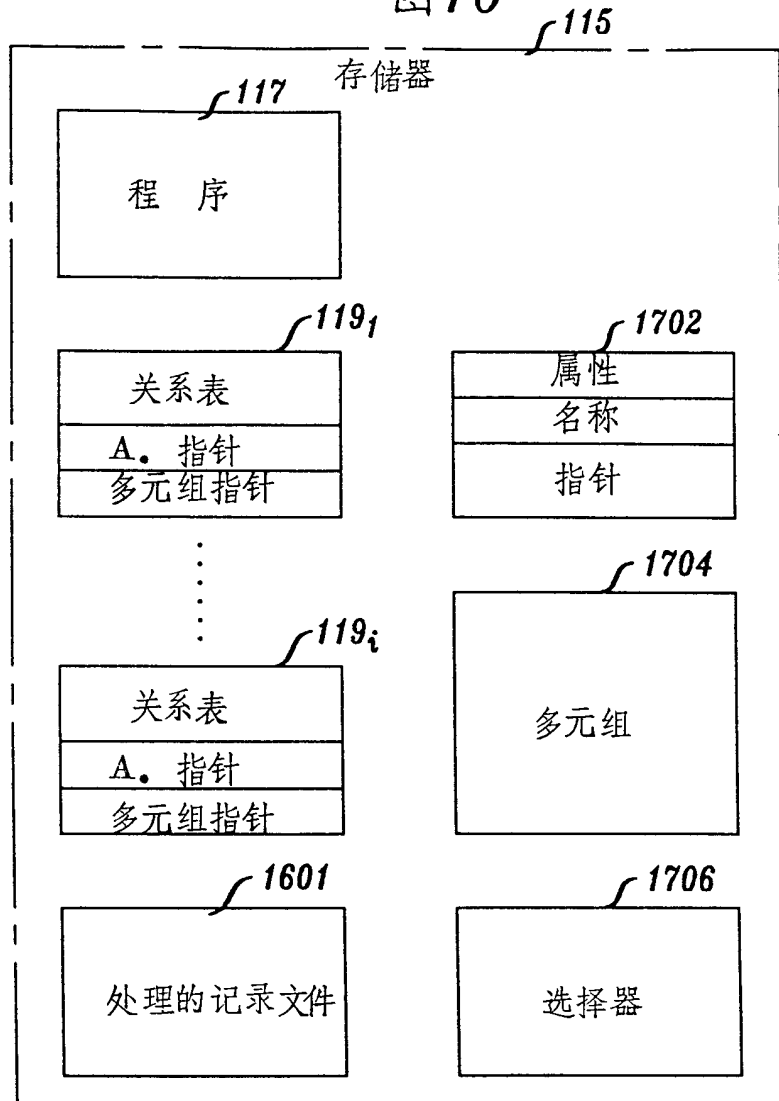 115
存储器
117
程 序
119₁
关系表
A. 指针
多元组指针
1702
属性
名称
指针
1704
多元组
119ᵢ
关系表
A. 指针
多元组指针
1601
处理的记录文件
1706
选择器